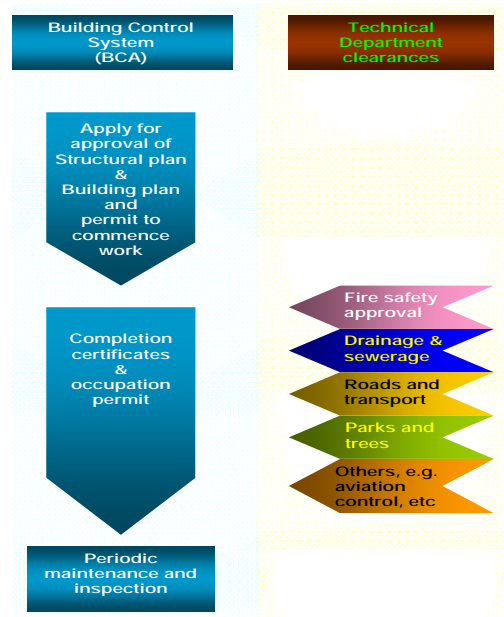 Building Control
System
(BCA)
Technical
Department
clearances
Apply for
approval of
Structural plan
&
Building plan
and
permit to
commence
work
Completion
certificates
&
occupation
permit
Fire safety
approval
Drainage &
sewerage
Roads and
transport
Parks and
trees
Others, e.g.
aviation
control, etc
Periodic
maintenance and
inspection